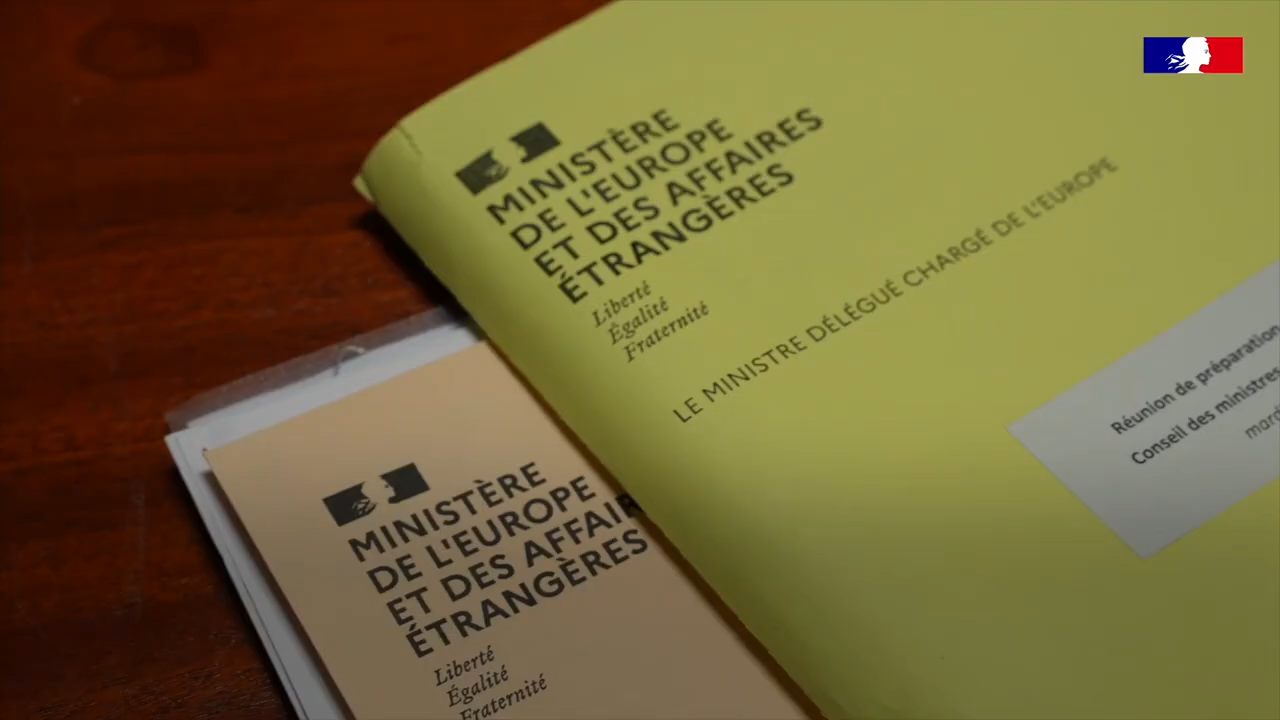 MINISTÈRE
DE L'EUROPE
ET DES AFFAIRES
ÉTRANGÈRES
Liberté
Égalité
Fraternité
LE MINISTRE DÉLÉGUÉ CHARGÉ DE L'EUROPE
Réunion de préparation
Conseil des ministres
MINISTÈRE
DE L'EUROPE
ET DES AFFAIR
ÉTRANGÈRES
Liberté
Égalité
Fraternité